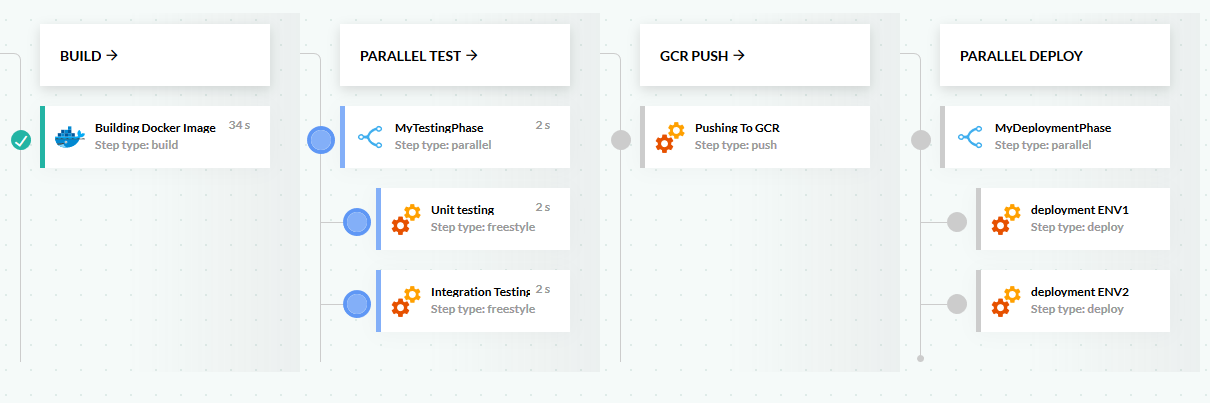 BUILD →
Building Docker Image 34 s
Step type: build
PARALLEL TEST →
MyTestingPhase 2 s
Step type: parallel
Unit testing 2 s
Step type: freestyle
Integration Testing 2 s
Step type: freestyle
GCR PUSH →
Pushing To GCR
Step type: push
PARALLEL DEPLOY
MyDeploymentPhase
Step type: parallel
deployment ENV1
Step type: deploy
deployment ENV2
Step type: deploy